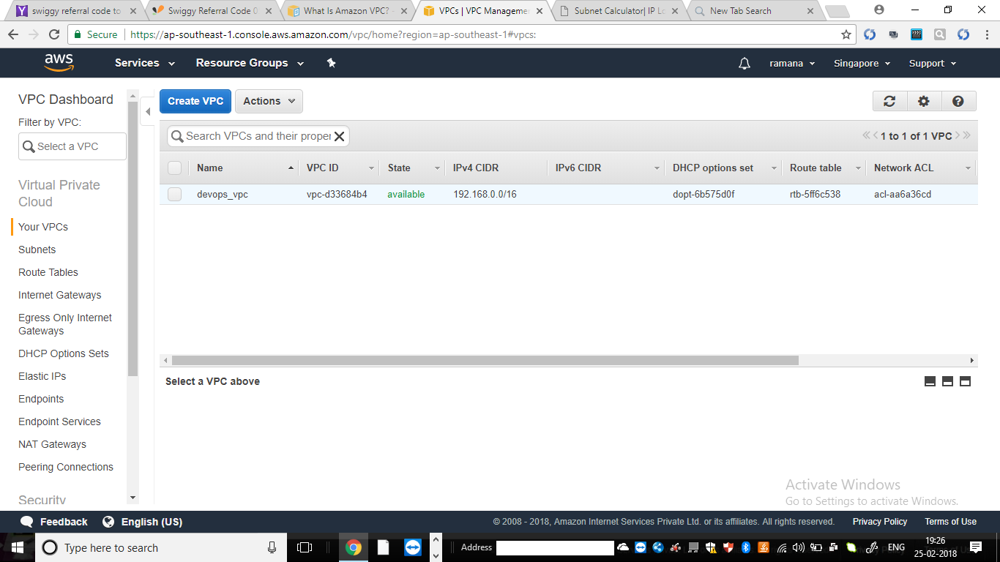 swiggy referral code to
Swiggy Referral Code 0
What Is Amazon VPC? -
VPCs | VPC Manageme
Subnet Calculator| IP Lo
New Tab Search
Secure https://ap-southeast-1.console.aws.amazon.com/vpc/home?region=ap-southeast-1#vpcs:
aws Services Resource Groups ramana Singapore Support
VPC Dashboard
Filter by VPC:
Select a VPC
Virtual Private
Cloud
Your VPCs
Subnets
Route Tables
Internet Gateways
Egress Only Internet
Gateways
DHCP Options Sets
Elastic IPs
Endpoints
Endpoint Services
NAT Gateways
Peering Connections
Security
Create VPC Actions
Search VPCs and their proper 1 to 1 of 1 VPC
Name VPC ID State IPv4 CIDR IPv6 CIDR DHCP options set Route table Network ACL
devops_vpc vpc-d33684b4 available 192.168.0.0/16 dopt-6b575d0f rtb-5ff6c538 acl-aa6a36cd
Select a VPC above
Activate Windows
Go to Settings to activate Windows.
Feedback English (US) © 2008 - 2018, Amazon Internet Services Private Ltd. or its affiliates. All rights reserved. Privacy Policy Terms of Use
Type here to search Address ENG 19:26
25-02-2018